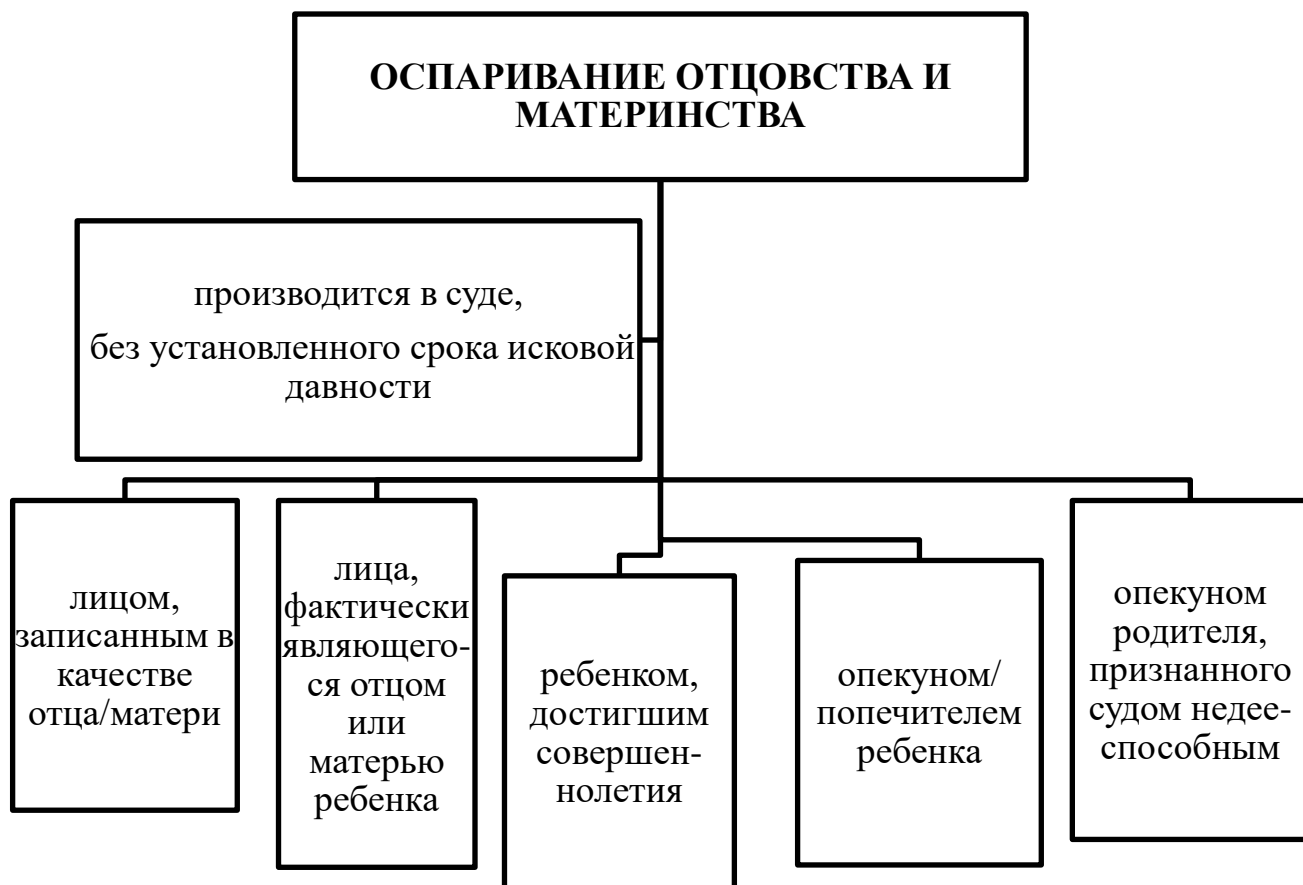 ОСПАРИВАНИЕ ОТЦОВСТВА И
МАТЕРИНСТВА
производится в суде,
без установленного срока исковой
давности
лицом,
записанным в
качестве
отца/матери
лица,
фактически
являющего-
ся отцом
или
матерью
ребенка
ребенком,
достигшим
совершен-
нолетия
опекуном/
попечителем
ребенка
опекуном
родителя,
признанного
судом недее-
способным